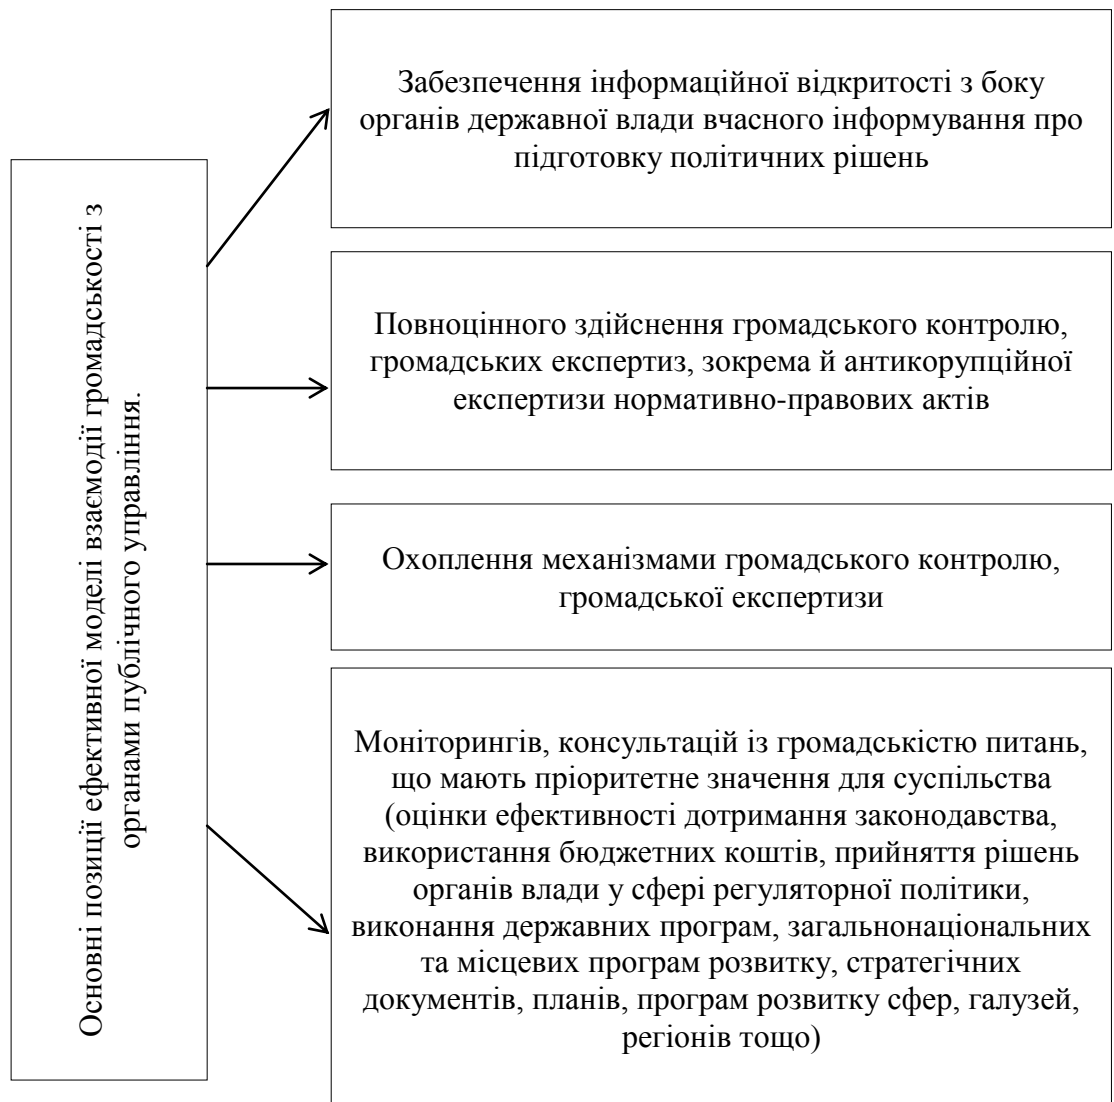 Основні позиції ефективної моделі взаємодії громадськості з
органами публічного управління.
Забезпечення інформаційної відкритості з боку
органів державної влади вчасного інформування про
підготовку політичних рішень
Повноцінного здійснення громадського контролю,
громадських експертиз, зокрема й антикорупційної
експертизи нормативно-правових актів
Охоплення механізмами громадського контролю,
громадської експертизи
Моніторингів, консультацій із громадськістю питань,
що мають пріоритетне значення для суспільства
(оцінки ефективності дотримання законодавства,
використання бюджетних коштів, прийняття рішень
органів влади у сфері регуляторної політики,
виконання державних програм, загальнонаціональних
та місцевих програм розвитку, стратегічних
документів, планів, програм розвитку сфер, галузей,
регіонів тощо)